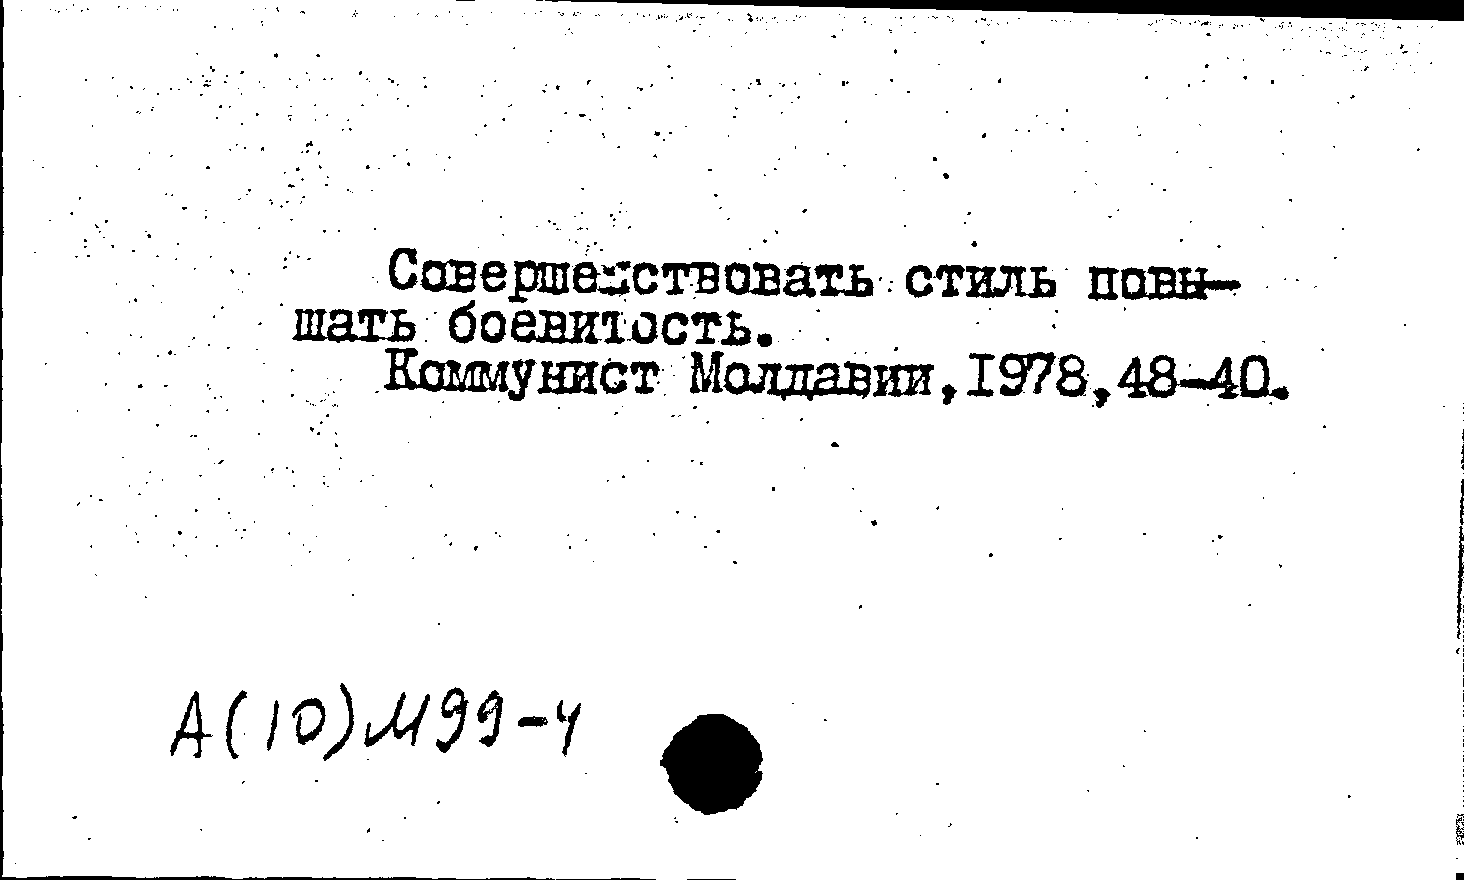 Совершенствовать стиль повы-
шать боевитость.
Коммунист Молдавии,1978,48-40.
А(10)М99-4